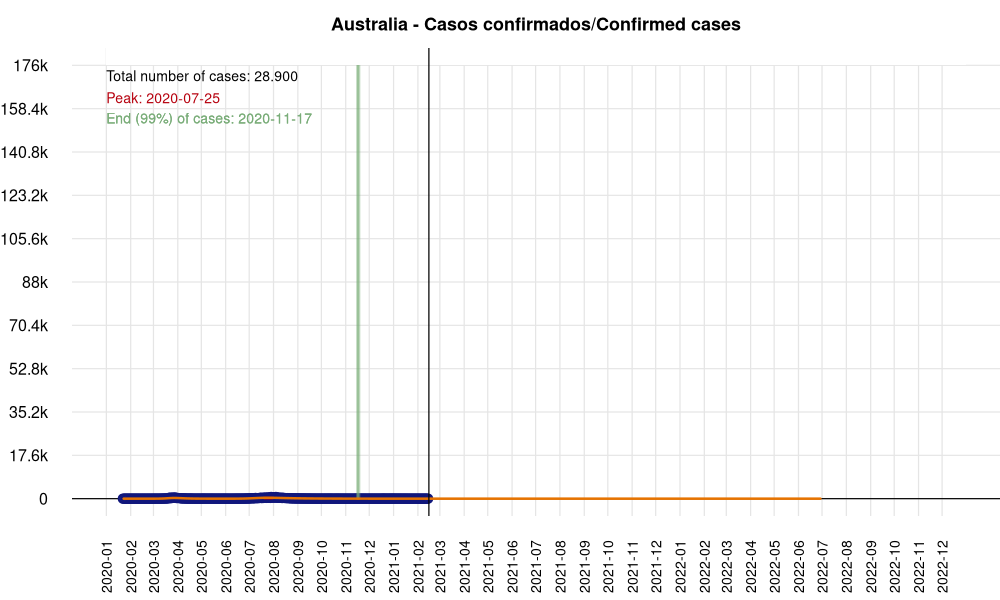 Australia - Casos confirmados/Confirmed cases
176k
158.4k
140.8k
123.2k
105.6k
88k
70.4k
52.8k
35.2k
17.6k
0
Total number of cases: 28.900
Peak: 2020-07-25
End (99%) of cases: 2020-11-17
2020-01
2020-02
2020-03
2020-04
2020-05
2020-06
2020-07
2020-08
2020-09
2020-10
2020-11
2020-12
2021-01
2021-02
2021-03
2021-04
2021-05
2021-06
2021-07
2021-08
2021-09
2021-10
2021-11
2021-12
2022-01
2022-02
2022-03
2022-04
2022-05
2022-06
2022-07
2022-08
2022-09
2022-10
2022-11
2022-12